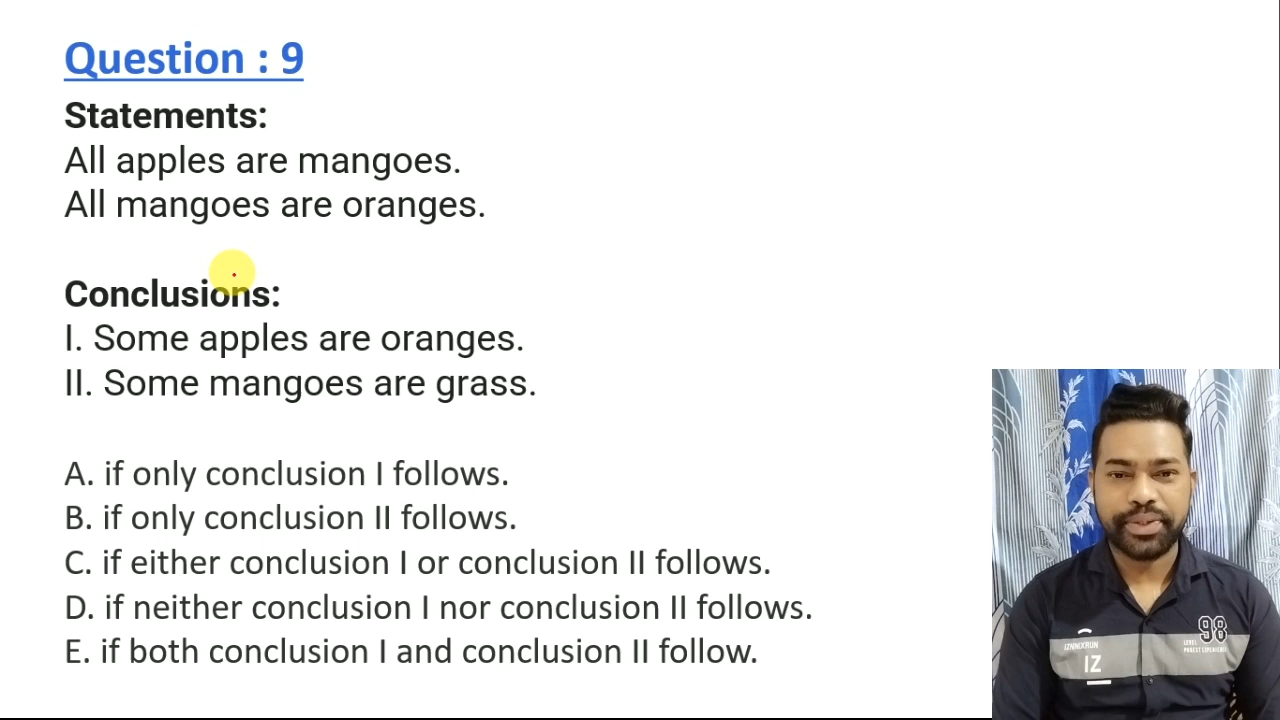 Question : 9
Statements:
All apples are mangoes.
All mangoes are oranges.
Conclusions:
I. Some apples are oranges.
II. Some mangoes are grass.
A. if only conclusion I follows.
B. if only conclusion II follows.
C. if either conclusion I or conclusion II follows.
D. if neither conclusion I nor conclusion II follows.
E. if both conclusion I and conclusion II follow.
98
IZ